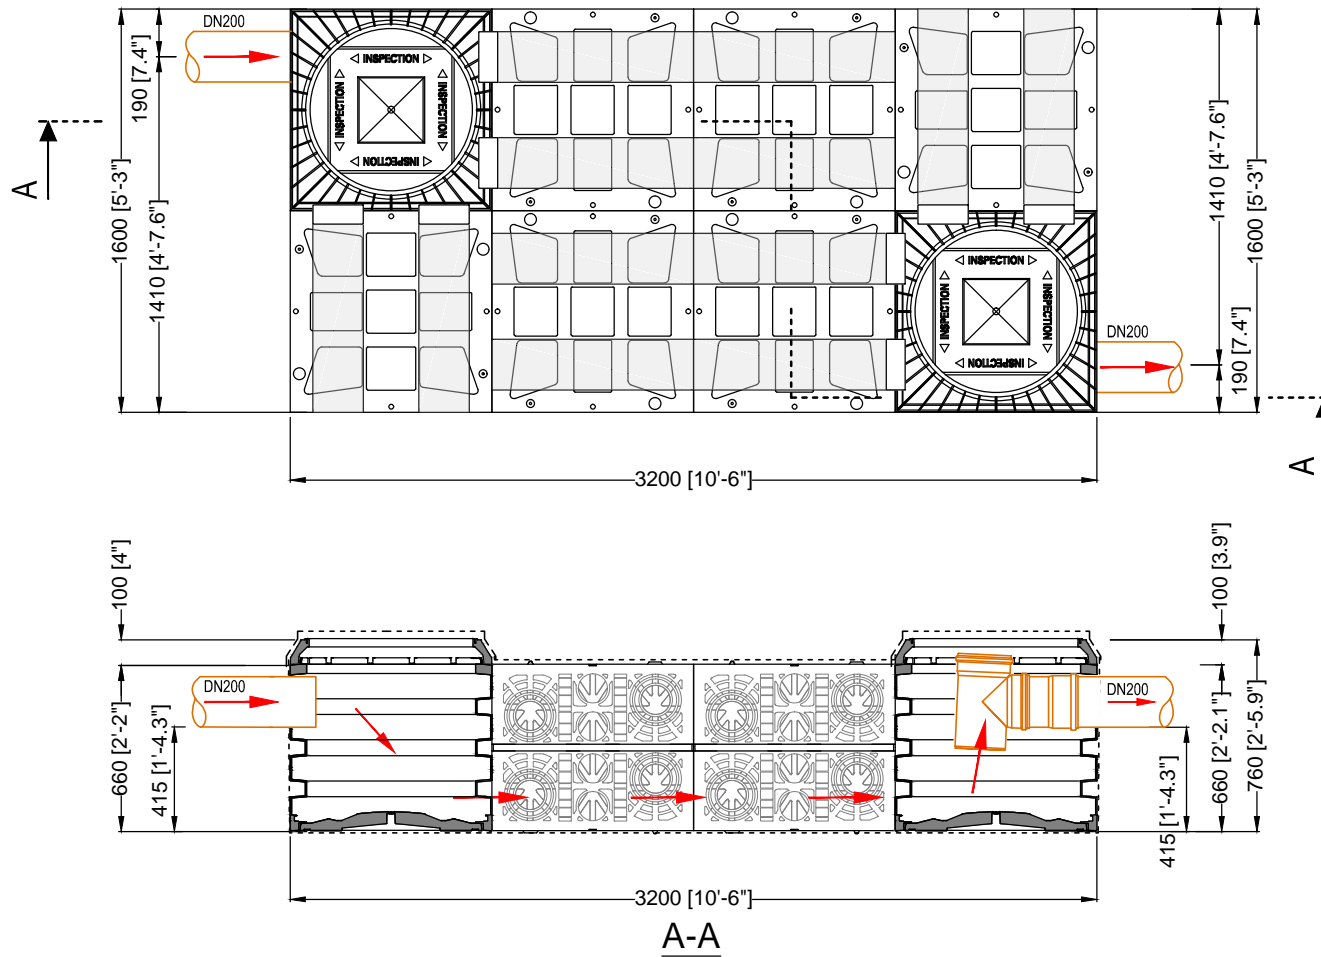 DN200
190 [7.4"]
1600 [5'-3"]
1410 [4'-7.6"]
A
INSPECTION
INSPECTION
INSPECTION
INSPECTION
1410 [4'-7.6"]
1600 [5'-3"]
190 [7.4"]
INSPECTION
INSPECTION
INSPECTION
INSPECTION
DN200
A
3200 [10'-6"]
100 [4"]
660 [2'-2"]
415 [1'-4.3"]
DN200
DN200
100 [3.9"]
660 [2'-2.1"]
760 [2'-5.9"]
415 [1'-4.3"]
3200 [10'-6"]
A-A